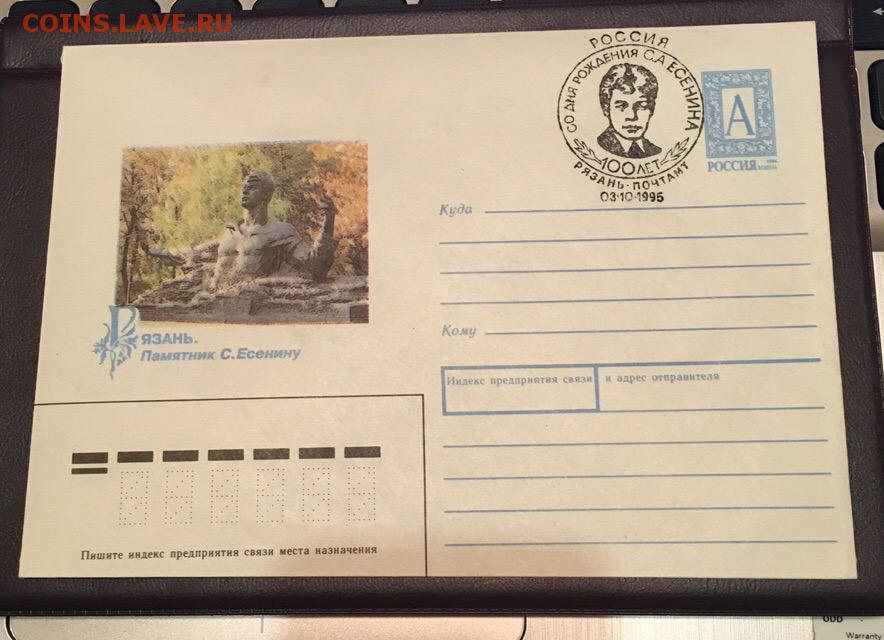 COINS.LAVE.RU
РОССИЯ
СО ДНЯ РОЖДЕНИЯ С.А. ЕСЕНИНА
100 ЛЕТ
РЯЗАНЬ·ПОЧТАМТ
03·10·1995
А
РОССИЯ
Куда
Кому
РЯЗАНЬ.
Памятник С.Есенину
Индекс предприятия связи и адрес отправителя
Пишите индекс предприятия связи места назначения
Warranty